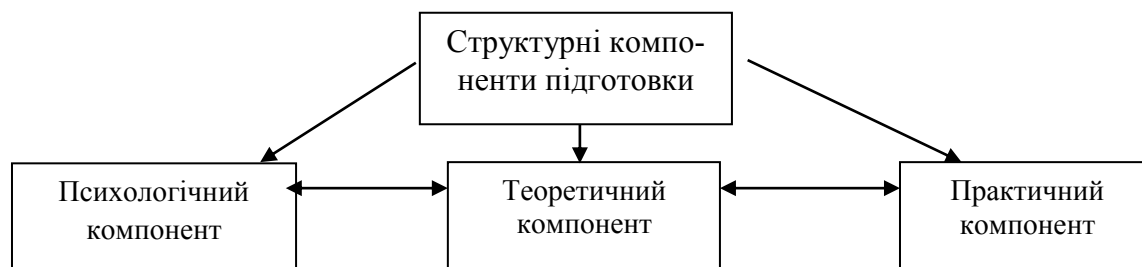 Структурні компо-
ненти підготовки
Психологічний
компонент
Теоретичний
компонент
Практичний
компонент